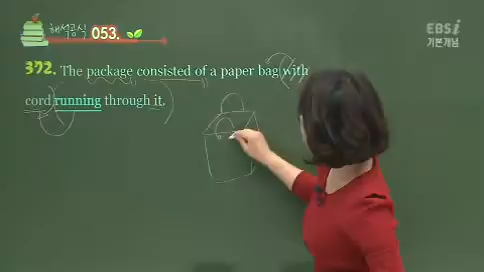 해석공식 053.
EBSi
기본개념
372. The package consisted of a paper bag with
cord running through it.